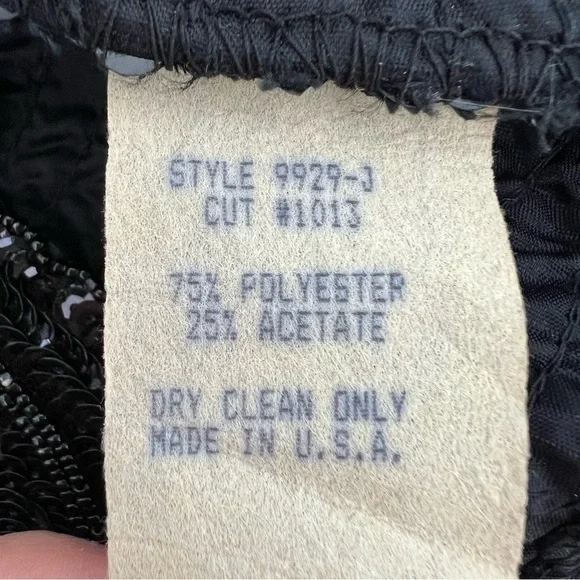 STYLE 9929-J
CUT #1013
75% POLYESTER
25% ACETATE
DRY CLEAN ONLY
MADE IN U.S.A.